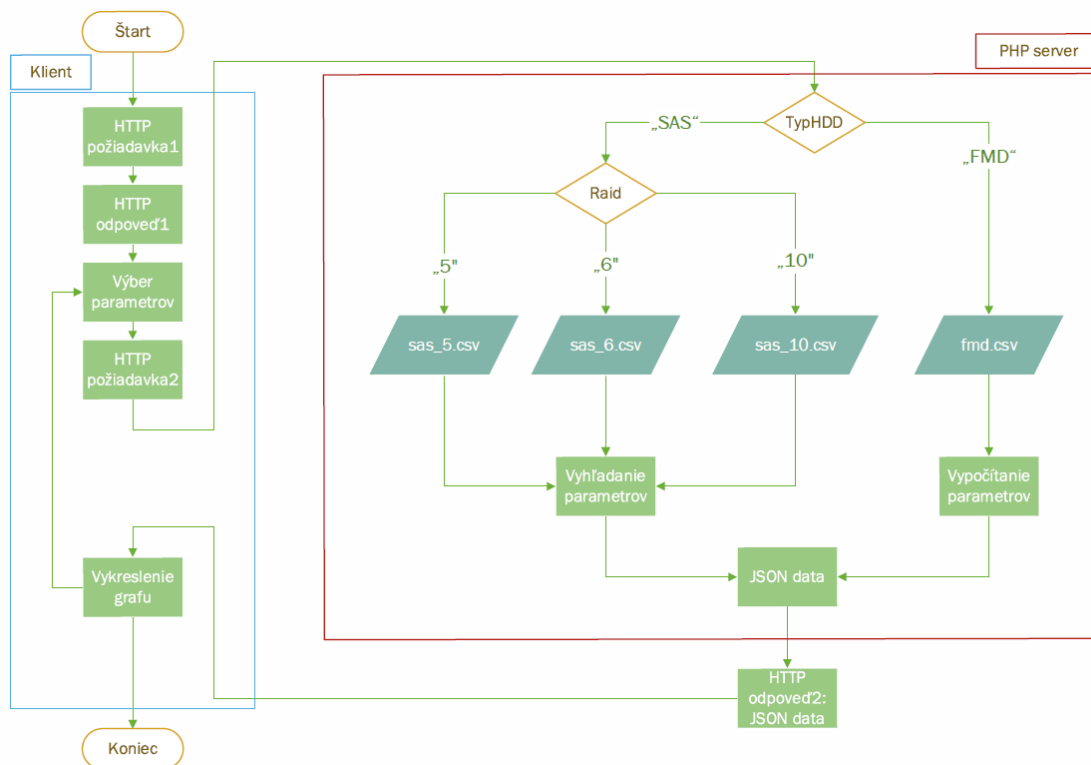 Štart
Klient
PHP server
HTTP
požiadavka1
TypHDD
„SAS“
„FMD“
HTTP
odpoveď1
Raid
Výber
parametrov
„5"
„6"
„10"
HTTP
požiadavka2
sas_5.csv
sas_6.csv
sas_10.csv
fmd.csv
Vyhľadanie
parametrov
Vypočítanie
parametrov
Vykreslenie
grafu
JSON data
HTTP
odpoveď2:
JSON data
Koniec